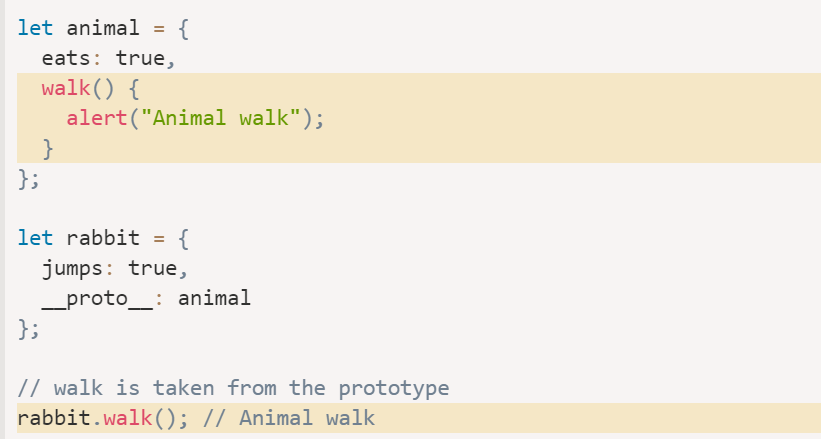 let animal = {
  eats: true,
  walk() {
    alert("Animal walk");
  }
};

let rabbit = {
  jumps: true,
  __proto__: animal
};

// walk is taken from the prototype
rabbit.walk(); // Animal walk